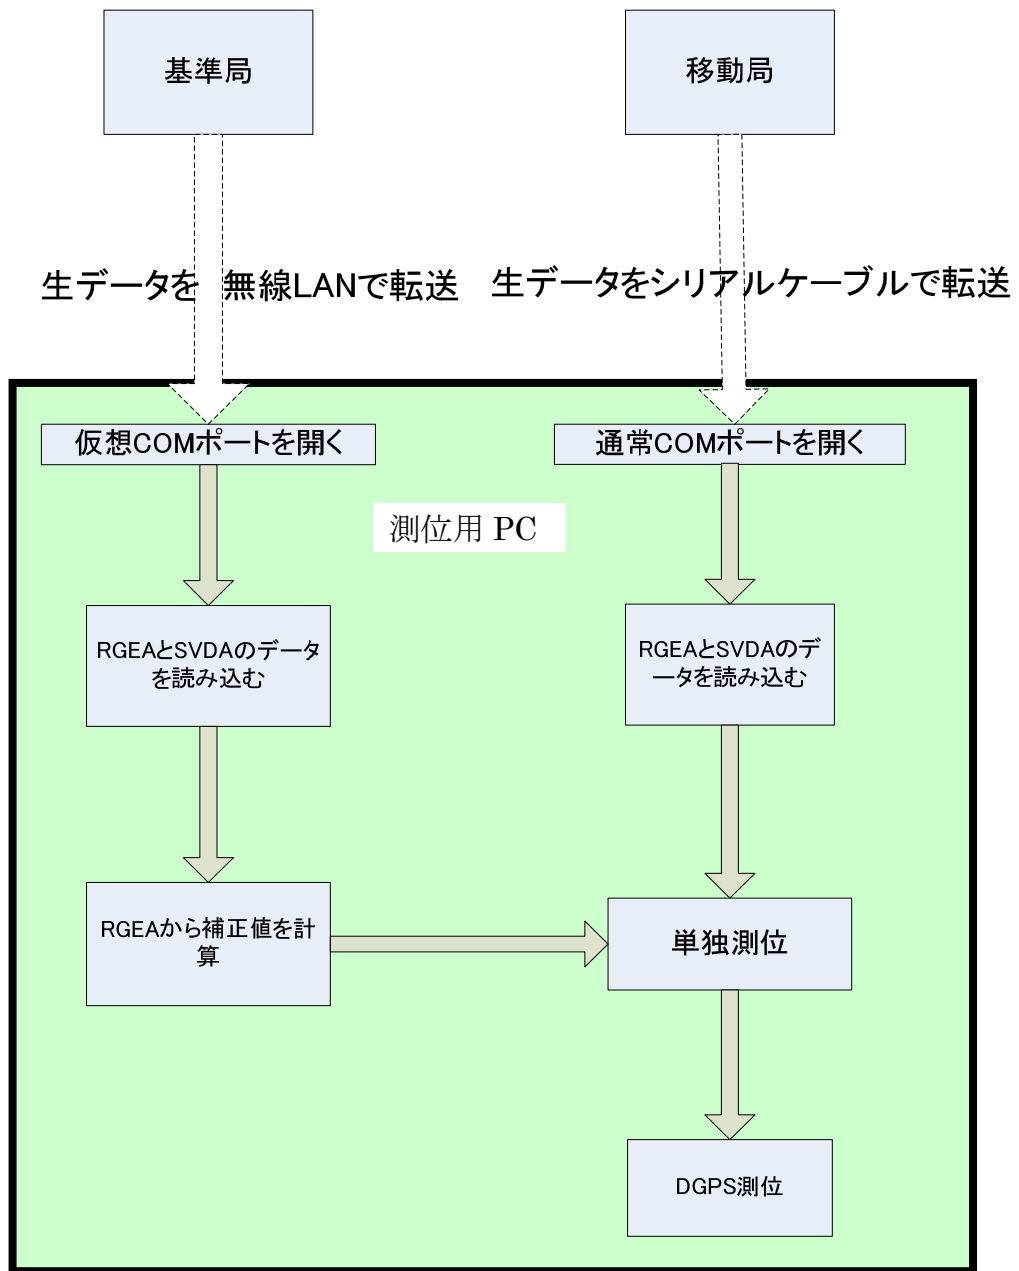 基準局
移動局
生データを 無線LANで転送
生データをシリアルケーブルで転送
仮想COMポートを開く
通常COMポートを開く
測位用 PC
RGEAとSVDAのデータ
を読み込む
RGEAとSVDAのデ
ータを読み込む
RGEAから補正値を計
算
単独測位
DGPS測位